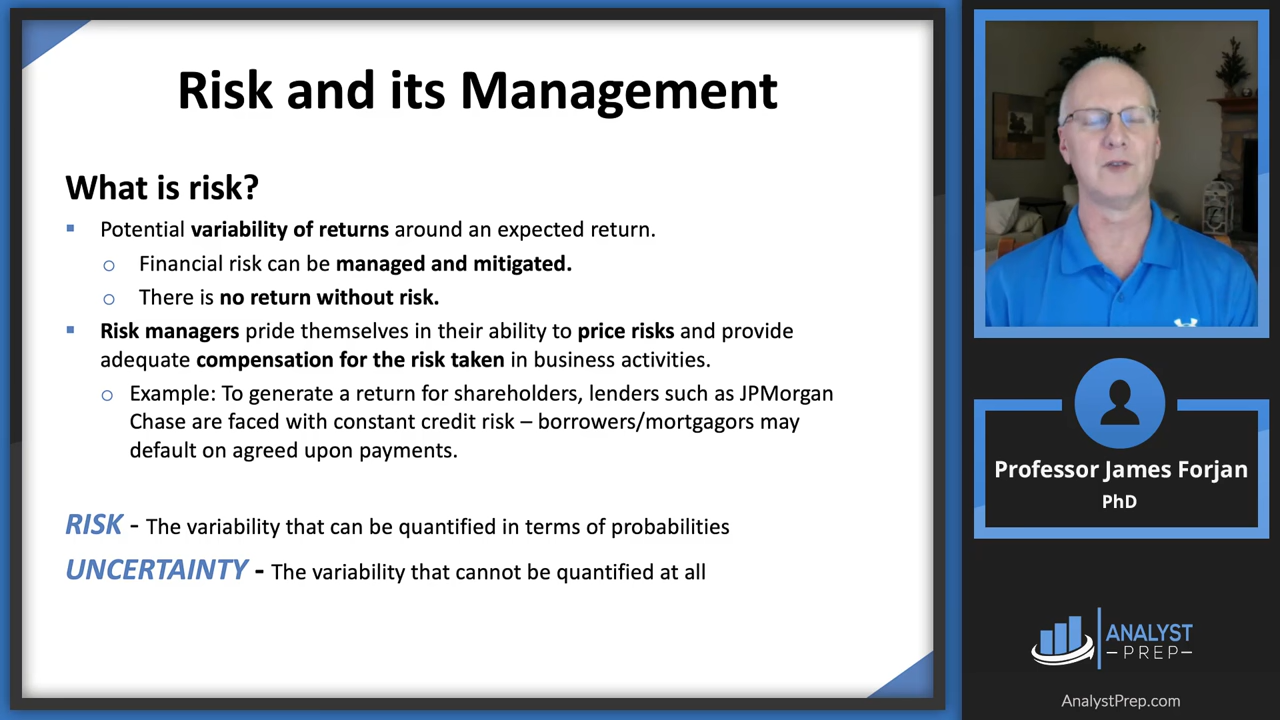 Risk and its Management
What is risk?
Potential variability of returns around an expected return.
Financial risk can be managed and mitigated.
There is no return without risk.
Risk managers pride themselves in their ability to price risks and provide
adequate compensation for the risk taken in business activities.
Example: To generate a return for shareholders, lenders such as JPMorgan
Chase are faced with constant credit risk – borrowers/mortgagors may
default on agreed upon payments.
RISK - The variability that can be quantified in terms of probabilities
UNCERTAINTY - The variability that cannot be quantified at all
Professor James Forjan
PhD
ANALYST
PREP
AnalystPrep.com